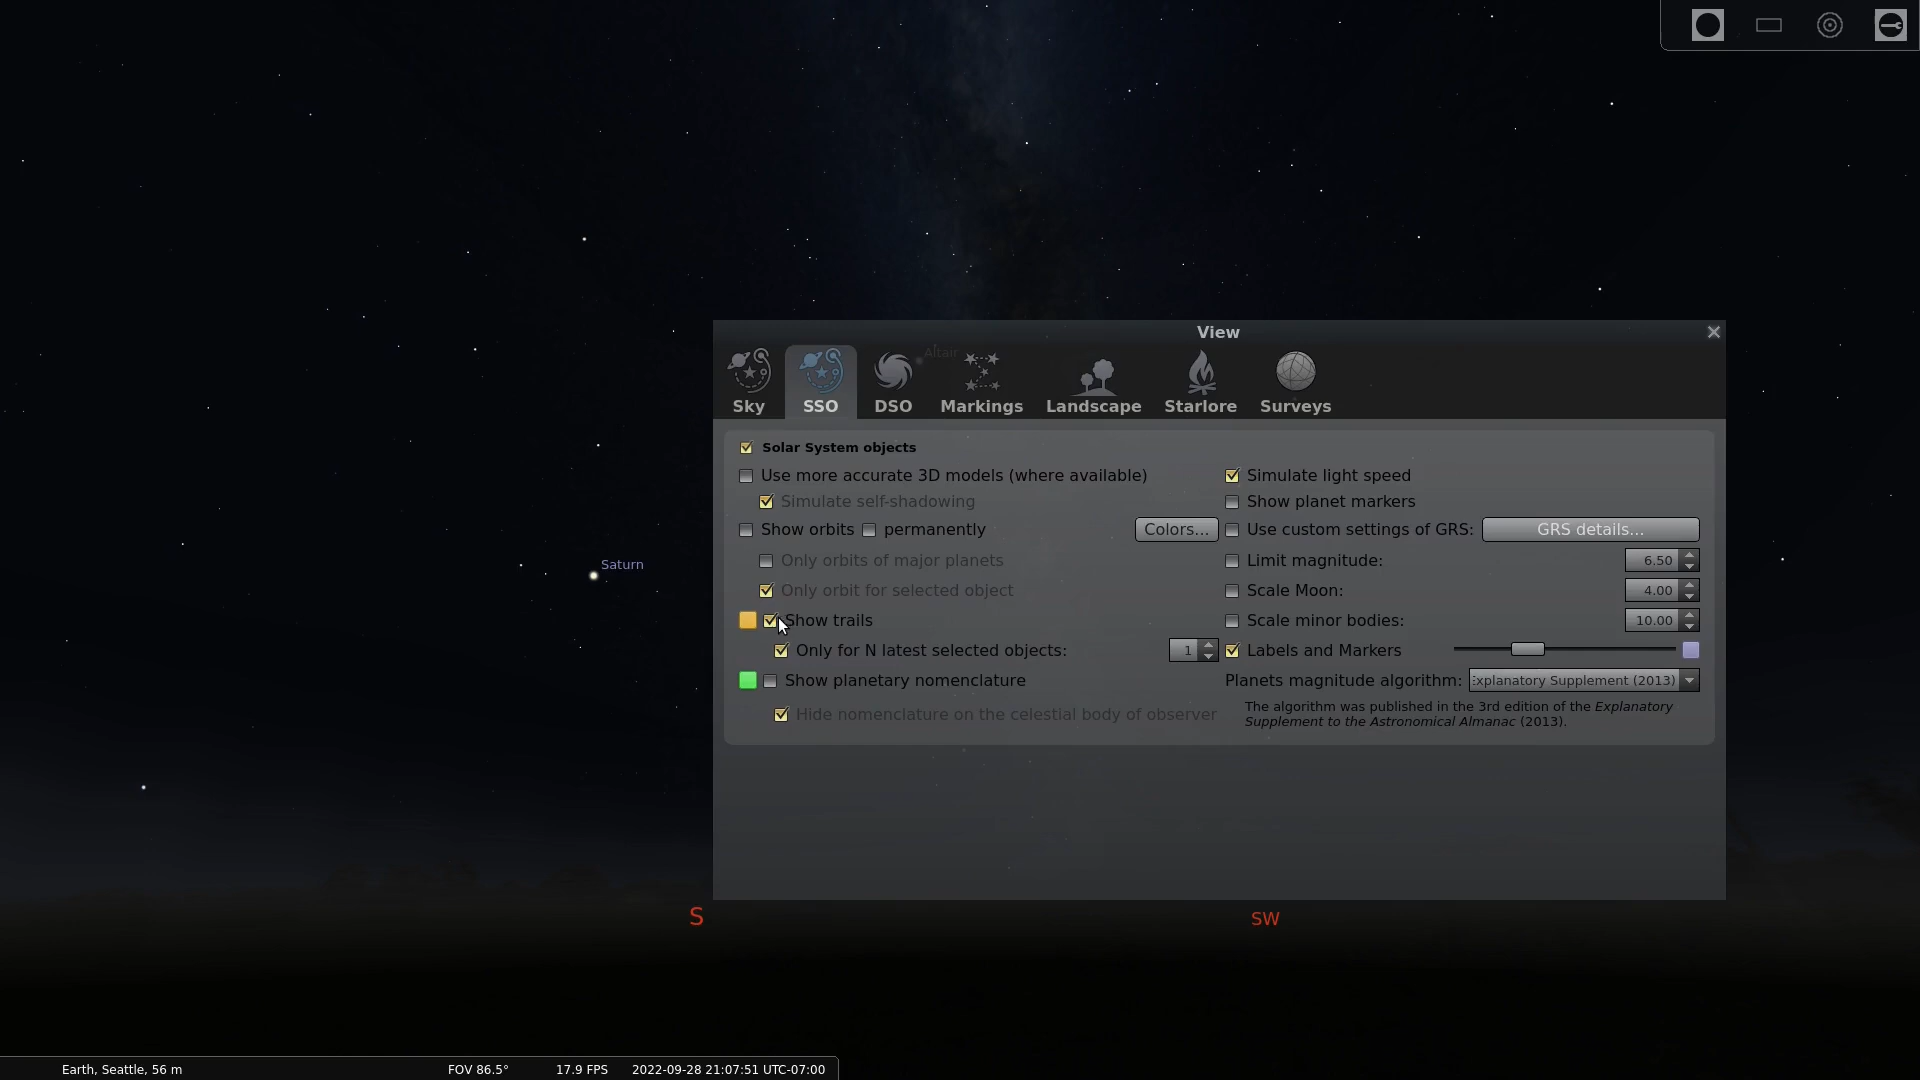 View
Altair
Sky
SSO
DSO
Markings
Landscape
Starlore
Surveys
Solar System objects
Use more accurate 3D models (where available)
Simulate light speed
Simulate self-shadowing
Show planet markers
Show orbits permanently Colors...
Use custom settings of GRS: GRS details...
Only orbits of major planets
Limit magnitude: 6.50
Saturn
Only orbit for selected object
Scale Moon: 4.00
Show trails
Scale minor bodies: 10.00
Only for N latest selected objects: 1
Labels and Markers
Show planetary nomenclature
Planets magnitude algorithm: xplanatory Supplement (2013)
Hide nomenclature on the celestial body of observer
The algorithm was published in the 3rd edition of the Explanatory
Supplement to the Astronomical Almanac (2013).
S
SW
Earth, Seattle, 56 m FOV 86.5° 17.9 FPS 2022-09-28 21:07:51 UTC-07:00